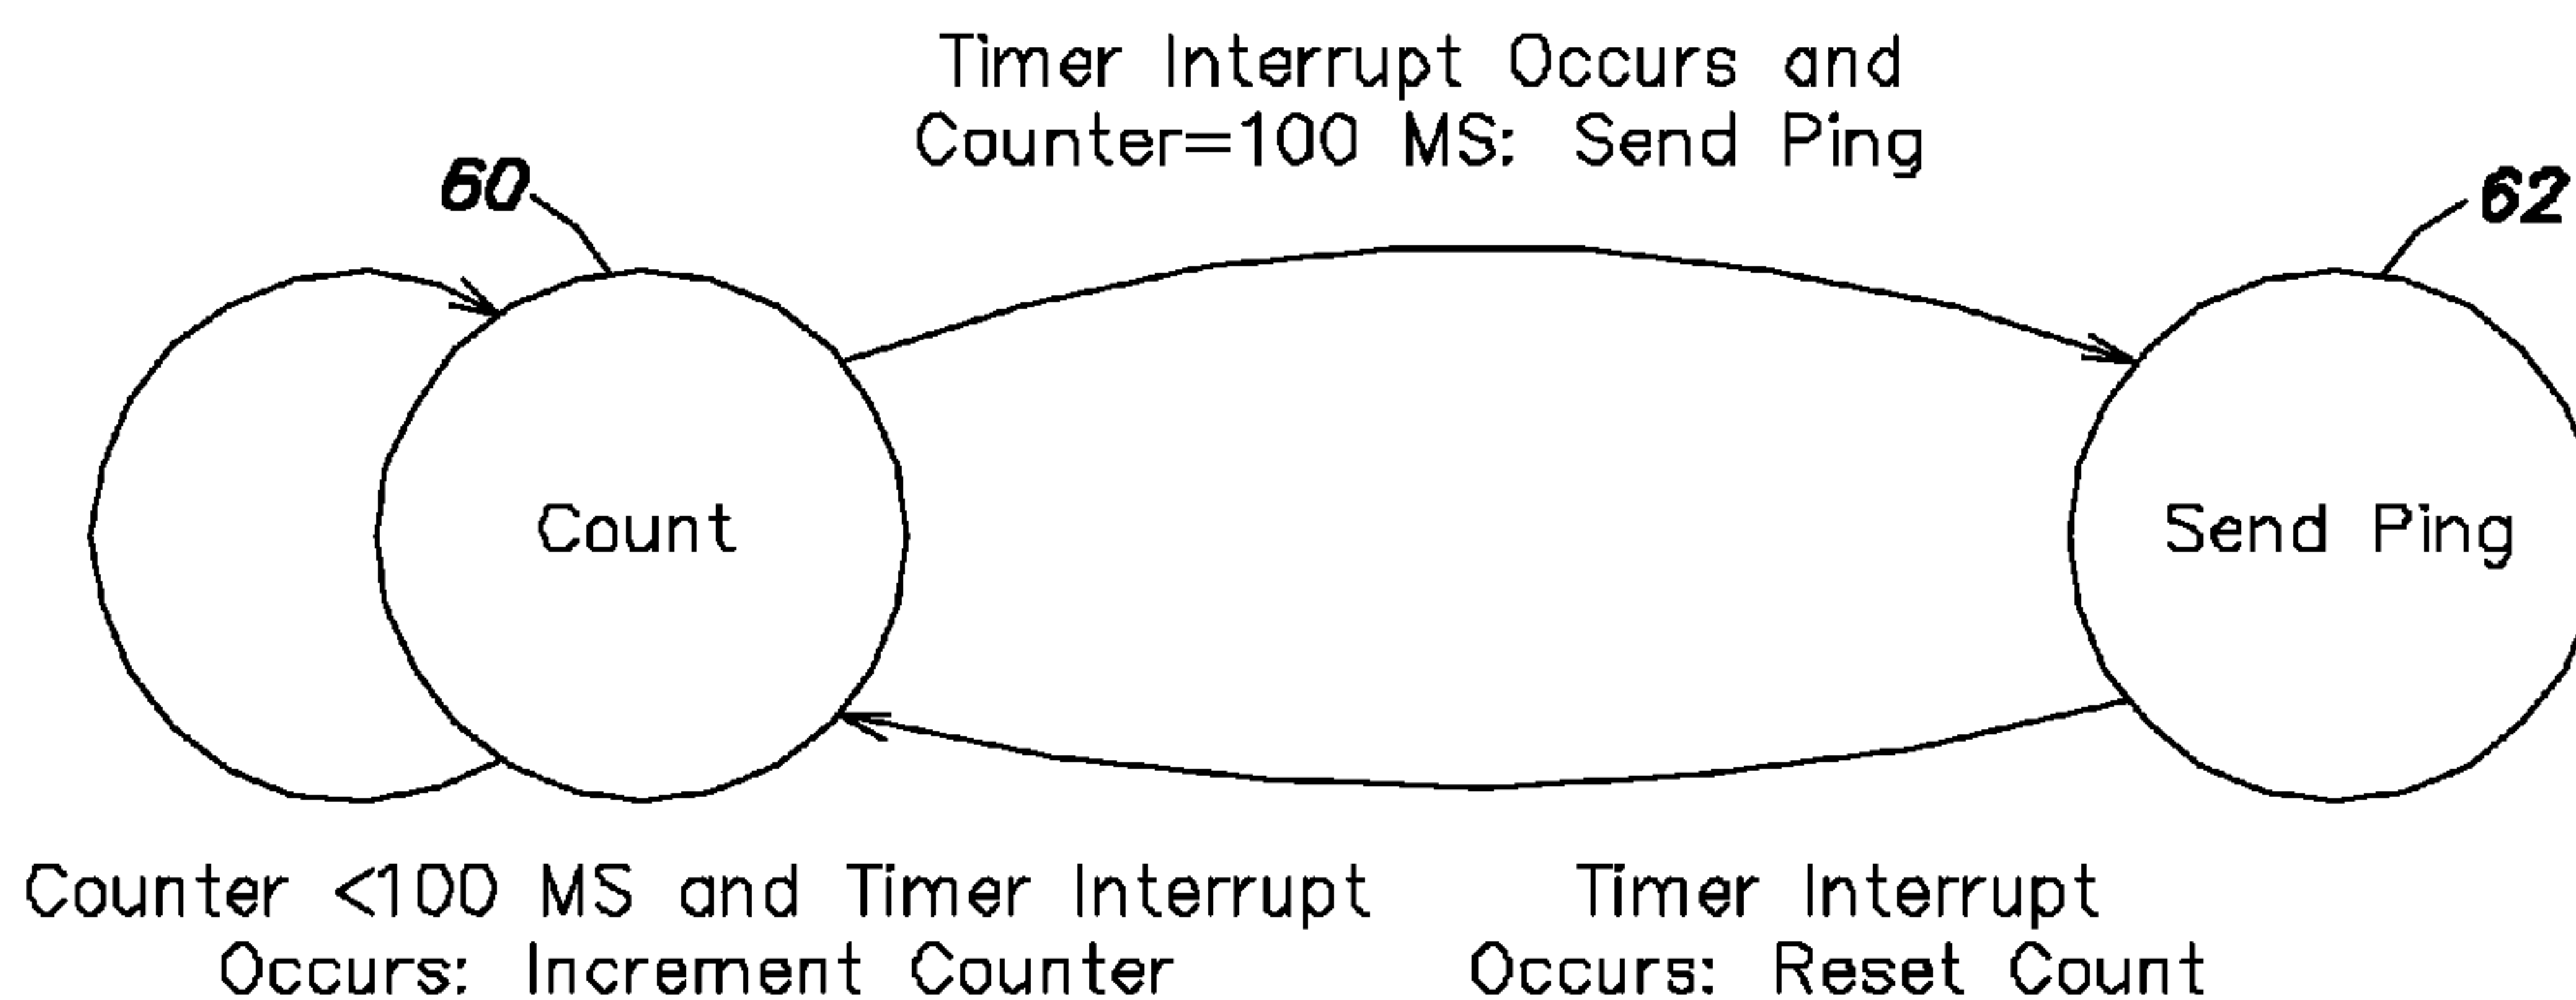 Timer Interrupt Occurs and
Counter=100 MS: Send Ping
60
62
Count
Send Ping
Counter <100 MS and Timer Interrupt
Occurs: Increment Counter
Timer Interrupt
Occurs: Reset Count